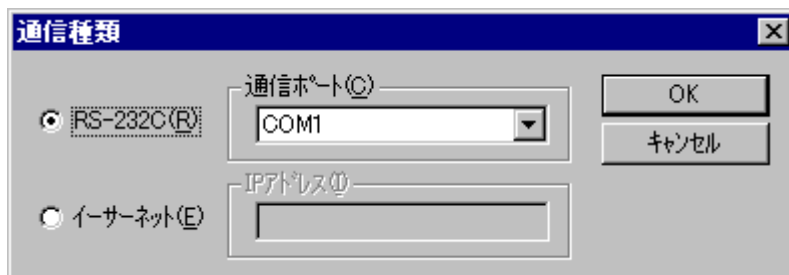 通信種類
RS-232C(R)
通信ﾎﾟｰﾄ(C)
COM1
OK
ｷｬﾝｾﾙ
ｲｰｻｰﾈｯﾄ(E)
IPｱﾄﾞﾚｽ(I)